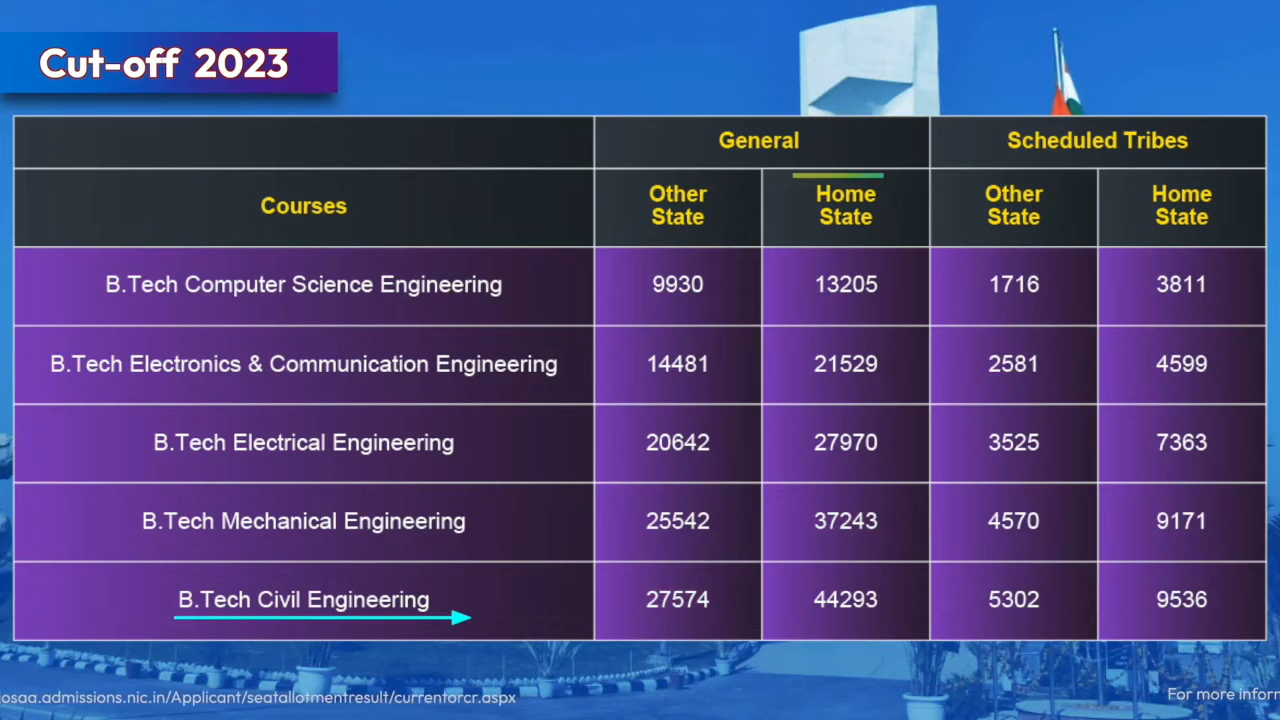 Cut-off 2023
General Scheduled Tribes
Courses Other State Home State Other State Home State
B.Tech Computer Science Engineering 9930 13205 1716 3811
B.Tech Electronics & Communication Engineering 14481 21529 2581 4599
B.Tech Electrical Engineering 20642 27970 3525 7363
B.Tech Mechanical Engineering 25542 37243 4570 9171
B.Tech Civil Engineering 27574 44293 5302 9536
josaa.admissions.nic.in/Applicant/seatallotmentresult/currentorcr.aspx For more